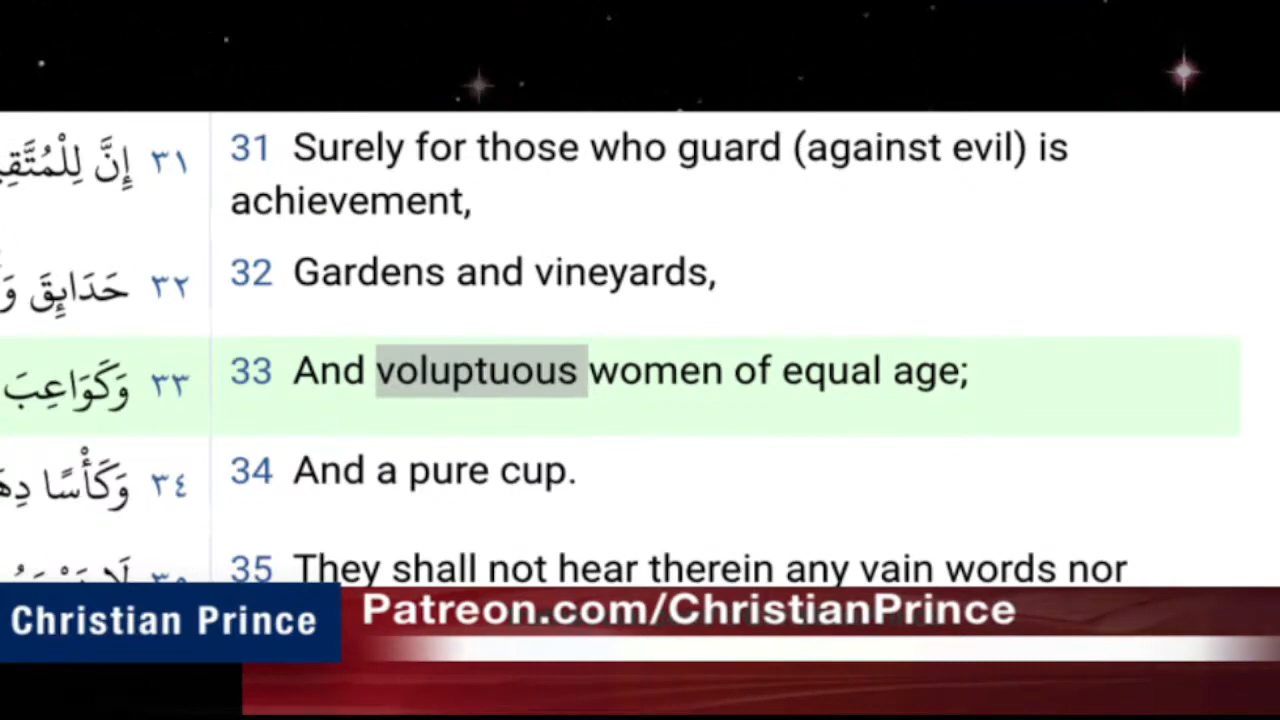 ٣١ إِنَّ
31 Surely for those who guard (against evil) is
achievement,
٣٢ حَدَائِقَ
32 Gardens and vineyards,
٣٣ وَكَوَاعِبَ
33 And voluptuous women of equal age;
٣٤ وَكَأْسًا
34 And a pure cup.
35 They shall not hear therein any vain words nor
Christian Prince
Patreon.com/ChristianPrince